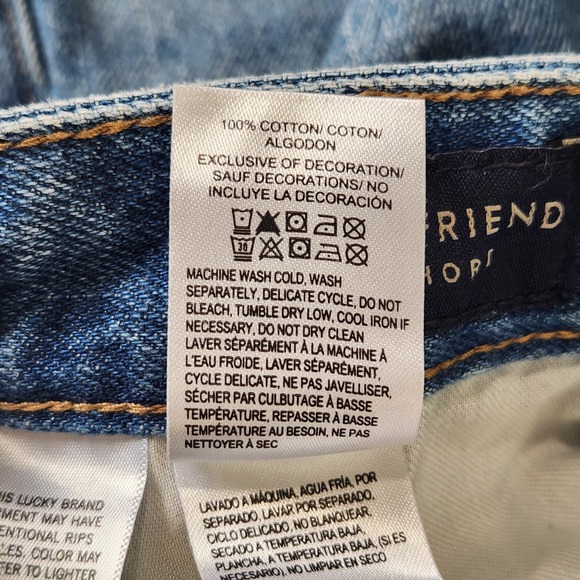 100% COTTON/ COTON/
ALGODON
EXCLUSIVE OF DECORATION/
SAUF DECORATIONS/ NO
INCLUYE LA DECORACIÓN
30
MACHINE WASH COLD, WASH
SEPARATELY, DELICATE CYCLE, DO NOT
BLEACH, TUMBLE DRY LOW, COOL IRON IF
NECESSARY, DO NOT DRY CLEAN
LAVER SÉPARÉMENT À LA MACHINE À
L'EAU FROIDE, LAVER SÉPARÉMENT,
CYCLE DELICATE, NE PAS JAVELLISER,
SÉCHER PAR CULBUTAGE À BASSE
TEMPÉRATURE, REPASSER À BASSE
TEMPÉRATURE AU BESOIN, NE PAS
NETTOYER À SEC
LAVADO A MÁQUINA, AGUA FRÍA, POR
SEPARADO, LAVAR POR SEPARADO,
CICLO DELICADO, NO BLANQUEAR,
SECADO A TEMPERATURA BAJA,
PLANCHA, A TEMPERATURA BAJA, (SI ES
NECESARIO), NO LIMPIAR EN SECO
FRIEND
HORT
LUCKY BRAND
MAY HAVE
RIPS
COLOR MAY
TO LIGHTER